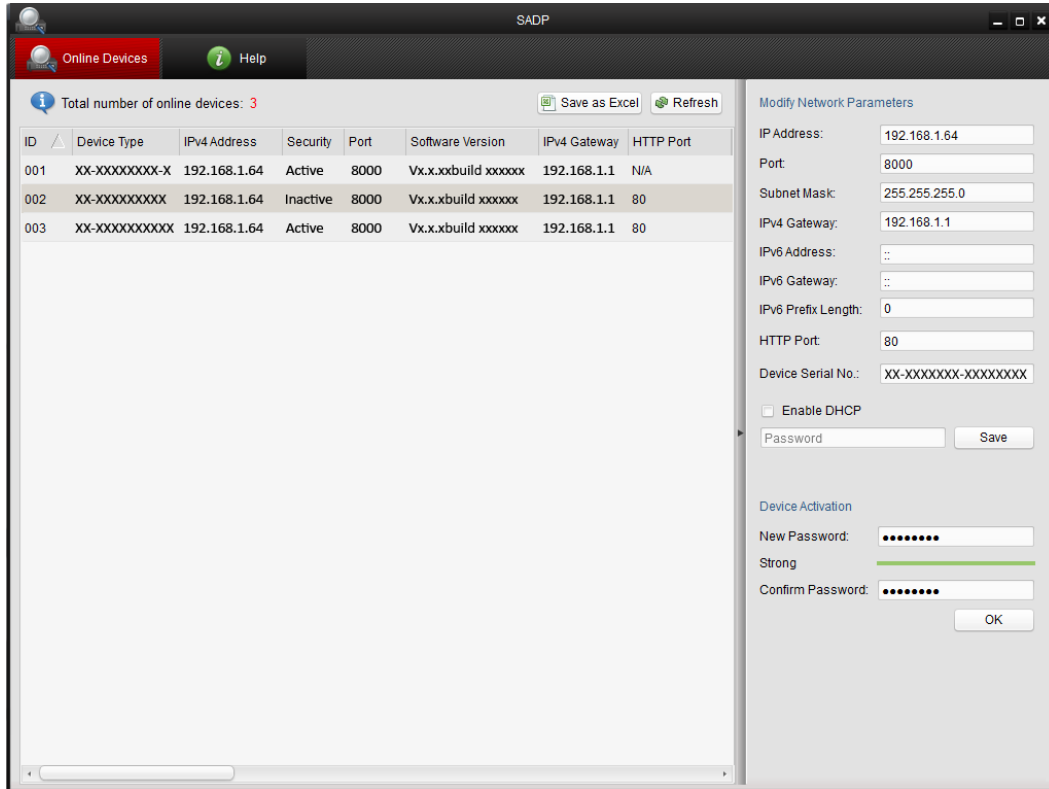 SADP
Online Devices Help
Total number of online devices: 3 Save as Excel Refresh
ID Device Type IPv4 Address Security Port Software Version IPv4 Gateway HTTP Port
001 XX-XXXXXXXX-X 192.168.1.64 Active 8000 Vx.x.xxbuild xxxxxx 192.168.1.1 N/A
002 XX-XXXXXXXXX 192.168.1.64 Inactive 8000 Vx.x.xbuild xxxxxx 192.168.1.1 80
003 XX-XXXXXXXXXX 192.168.1.64 Active 8000 Vx.x.xbuild xxxxxx 192.168.1.1 80
Modify Network Parameters
IP Address: 192.168.1.64
Port: 8000
Subnet Mask: 255.255.255.0
IPv4 Gateway: 192.168.1.1
IPv6 Address: ::
IPv6 Gateway: ::
IPv6 Prefix Length: 0
HTTP Port: 80
Device Serial No.: XX-XXXXXXX-XXXXXXXX
Enable DHCP
Password Save
Device Activation
New Password: ●●●●●●●●
Strong
Confirm Password: ●●●●●●●●
OK